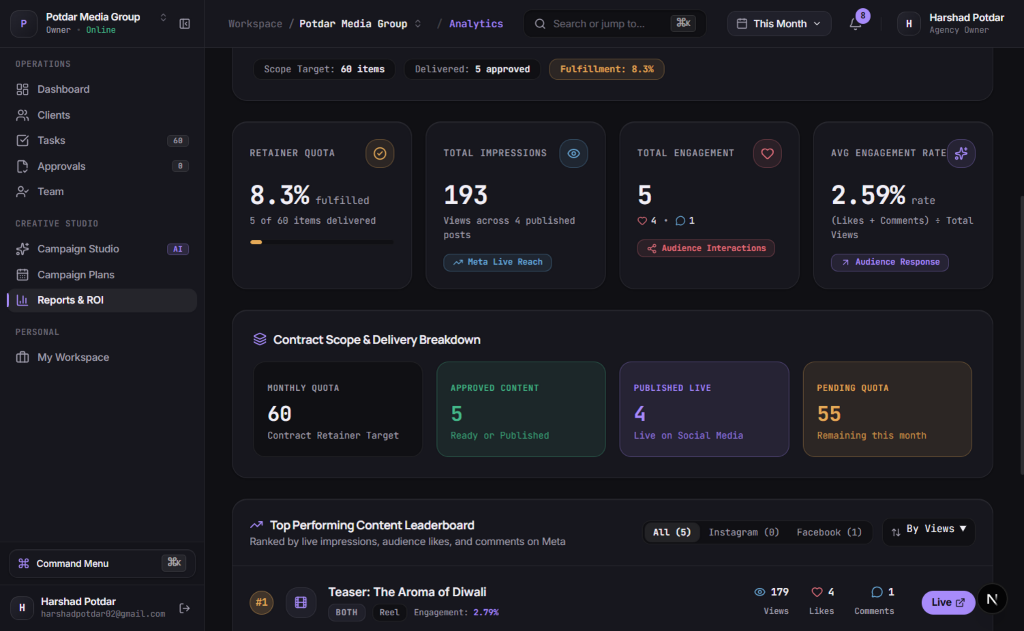 P
Potdar Media Group
Owner · Online
Workspace / Potdar Media Group / Analytics
Search or jump to...
⌘K
This Month
8
H
Harshad Potdar
Agency Owner
OPERATIONS
Dashboard
Clients
Tasks 60
Approvals 0
Team
CREATIVE STUDIO
Campaign Studio AI
Campaign Plans
Reports & ROI
PERSONAL
My Workspace
Command Menu ⌘K
H
Harshad Potdar
harshadpotdar02@gmail.com
Scope Target: 60 items
Delivered: 5 approved
Fulfillment: 8.3%
RETAINER QUOTA
8.3% fulfilled
5 of 60 items delivered
TOTAL IMPRESSIONS
193
Views across 4 published
posts
Meta Live Reach
TOTAL ENGAGEMENT
5
4 • 1
Audience Interactions
AVG ENGAGEMENT RATE
2.59% rate
(Likes + Comments) ÷ Total
Views
Audience Response
Contract Scope & Delivery Breakdown
MONTHLY QUOTA
60
Contract Retainer Target
APPROVED CONTENT
5
Ready or Published
PUBLISHED LIVE
4
Live on Social Media
PENDING QUOTA
55
Remaining this month
Top Performing Content Leaderboard
Ranked by live impressions, audience likes, and comments on Meta
All (5) Instagram (0) Facebook (1)
By Views ▼
#1
Teaser: The Aroma of Diwali
BOTH Reel Engagement: 2.79%
179
Views
4
Likes
1
Comments
Live
N